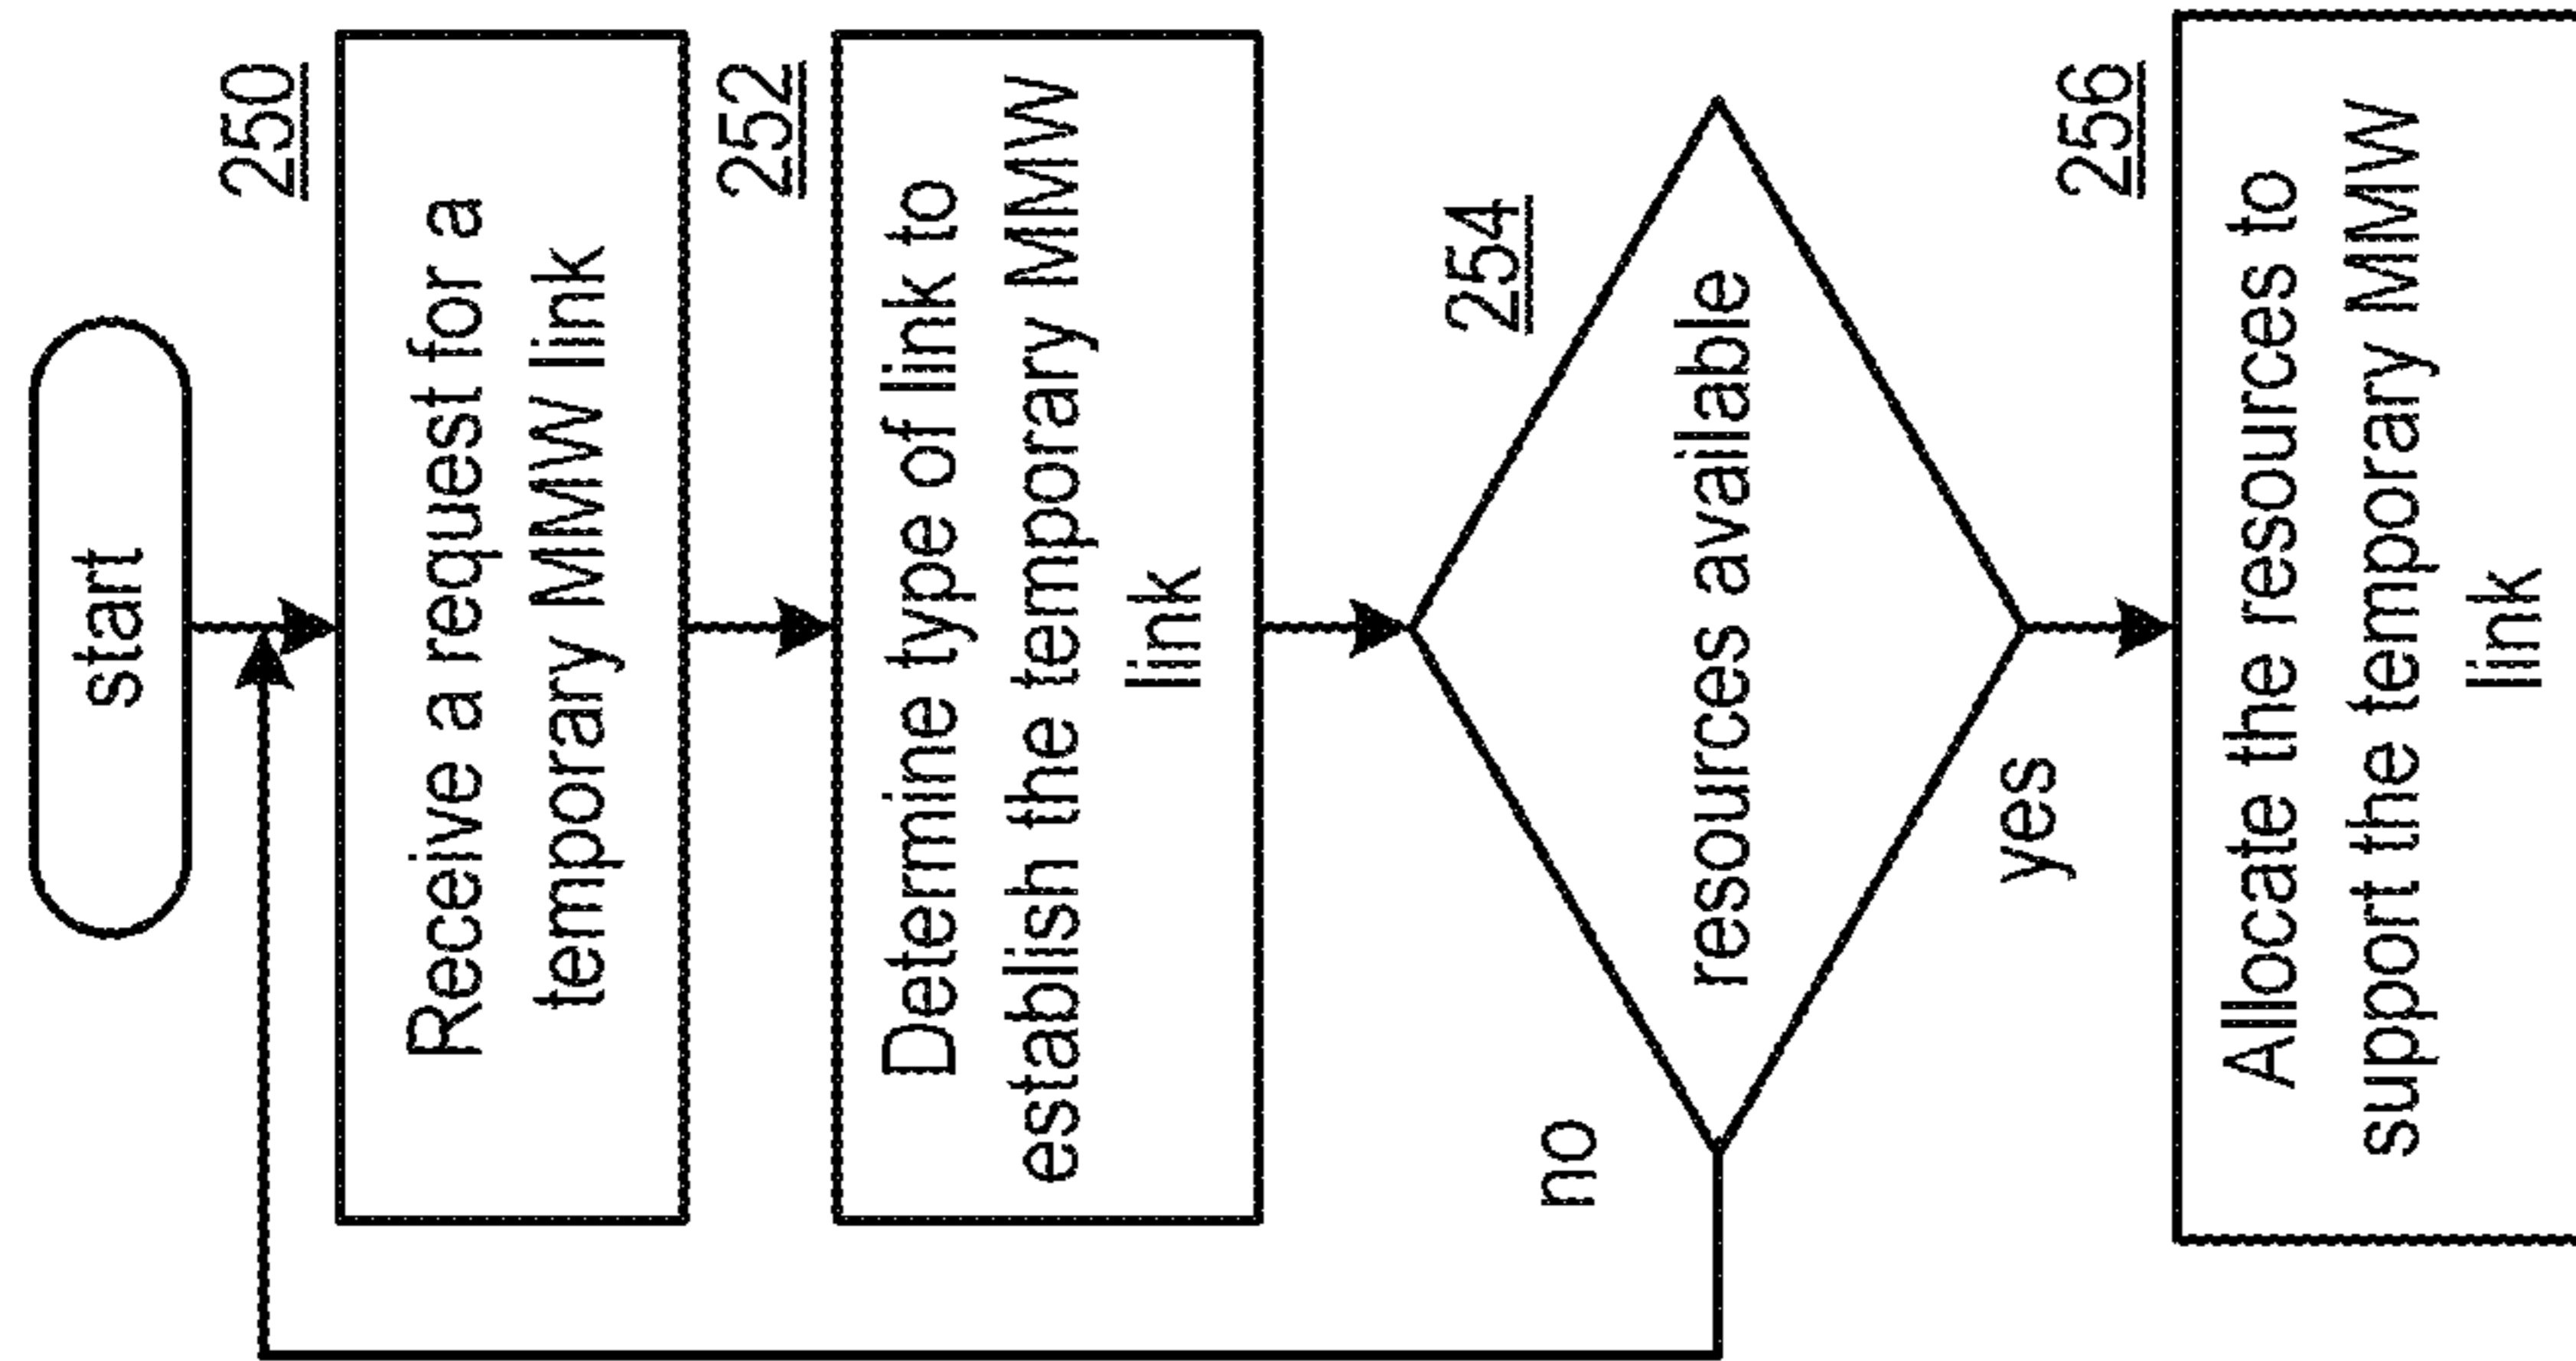 start
250
Receive a request for a
temporary MMW link
252
Determine type of link to
establish the temporary MMW
link
254
resources available
no
yes
256
Allocate the resources to
support the temporary MMW
link